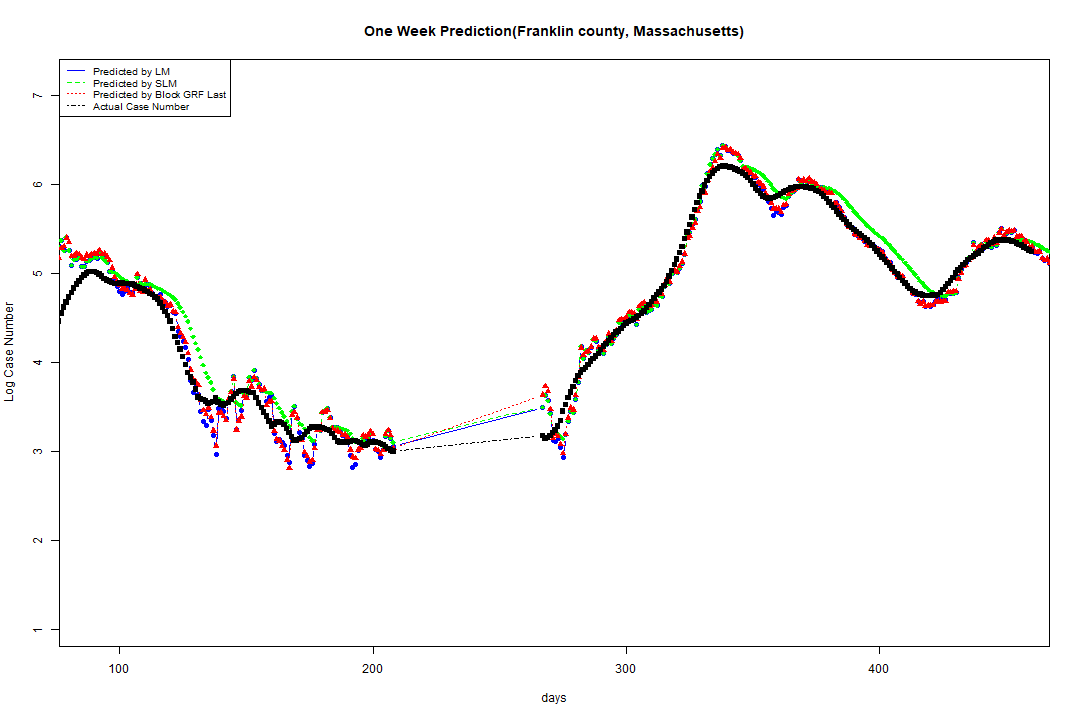 One Week Prediction(Franklin county, Massachusetts)
Predicted by LM
Predicted by SLM
Predicted by Block GRF Last
Actual Case Number
7
6
5
4
3
2
1
Log Case Number
100 200 300 400
days